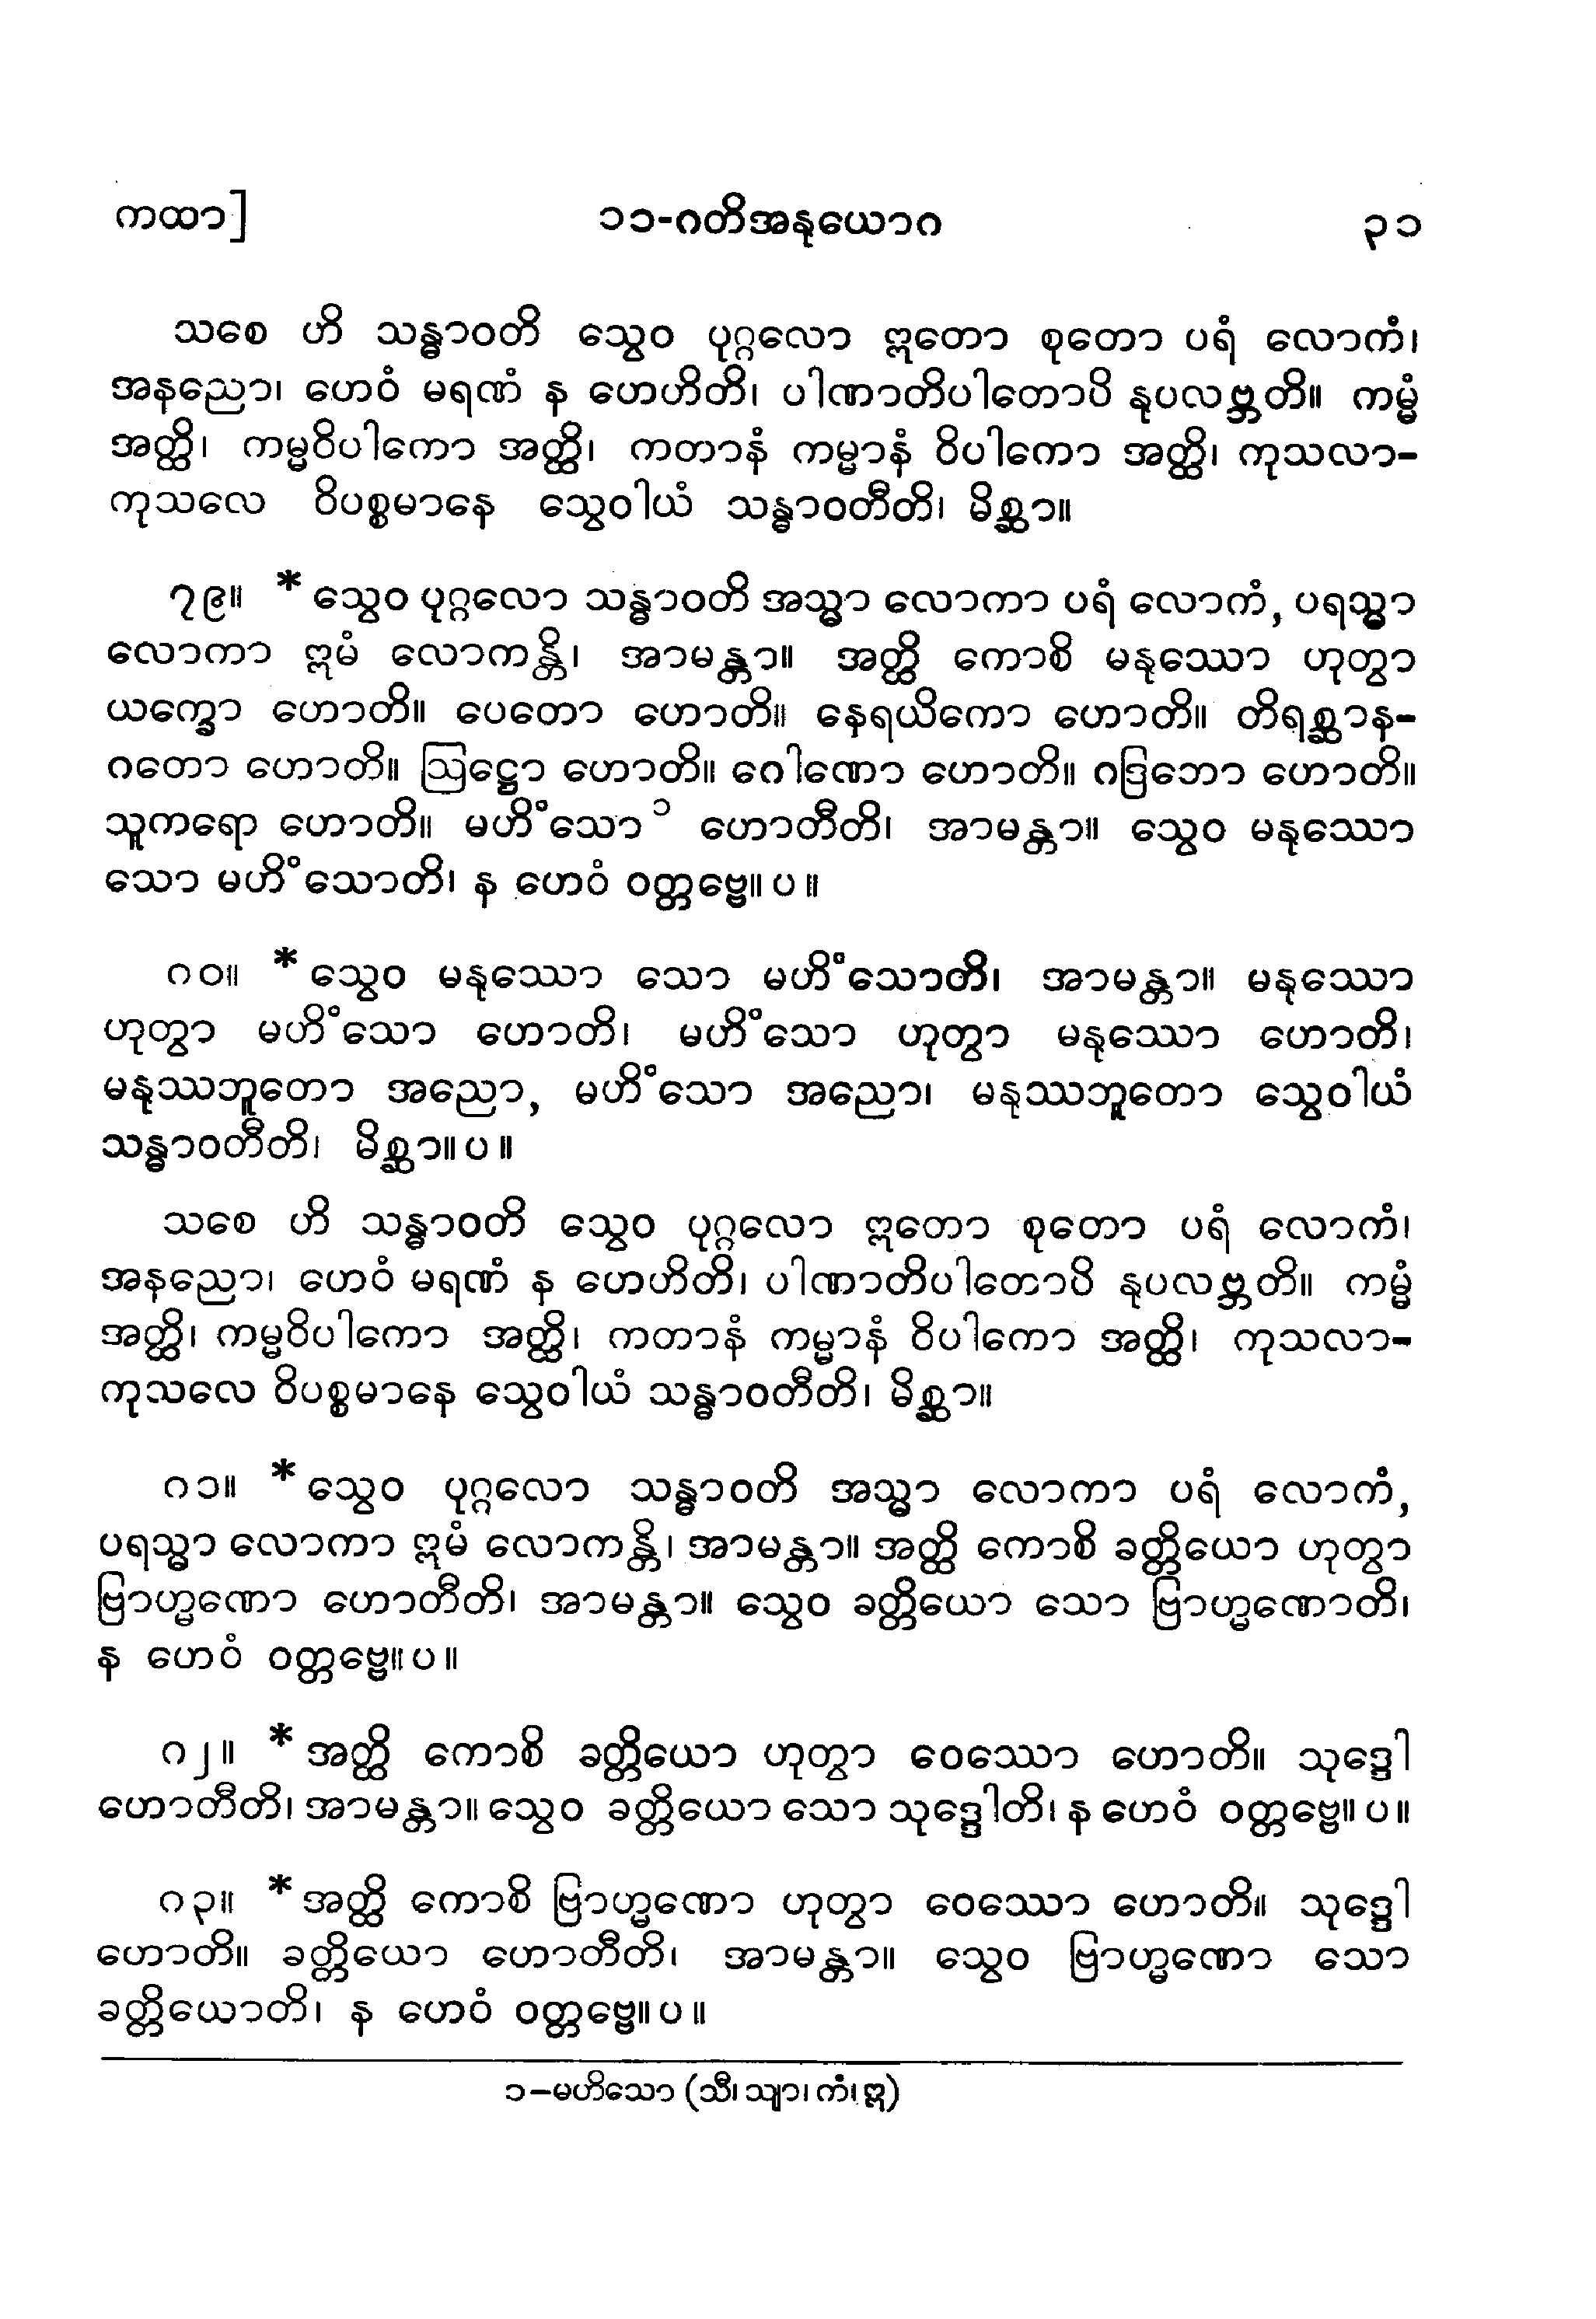 ကထာ] ၁၁-ဂတိအနုယောဂ ၃၁
သစေ ဟိ သန္ဓာဝတိ သွေဝ ပုဂ္ဂလော ဣတော စုတော ပရံ လောကံ၊
အနညော၊ ဟေဝံ မရဏံ န ဟေဟိတိ၊ ပါဏာတိပါတောပိ နုပလဗ္ဘတိ။ ကမ္မံ
အတ္ထိ၊ ကမ္မဝိပါကော အတ္ထိ၊ ကတာနံ ကမ္မာနံ ဝိပါကော အတ္ထိ၊ ကုသလာ-
ကုသလေ ဝိပစ္စမာနေ သွေဝါယံ သန္ဓာဝတီတိ၊ မိစ္ဆာ။
၇၉။ * သွေဝ ပုဂ္ဂလော သန္ဓာဝတိ အသ္မာ လောကာ ပရံ လောကံ, ပရသ္မာ
လောကာ ဣမံ လောကန္တိ၊ အာမန္တာ။ အတ္ထိ ကောစိ မနုဿော ဟုတွာ
ယက္ခော ဟောတိ။ ပေတော ဟောတိ။ နေရယိကော ဟောတိ။ တိရစ္ဆာန-
ဂတော ဟောတိ။ ဩဋ္ဌော ဟောတိ။ ဂေါဏော ဟောတိ။ ဂဒြဘော ဟောတိ။
သူကရော ဟောတိ။ မဟိံသော ၁ ဟောတီတိ၊ အာမန္တာ။ သွေဝ မနုဿော
သော မဟိံသောတိ၊ န ဟေဝံ ဝတ္တဗ္ဗေ။ ပ ။
၈၀။ * သွေဝ မနုဿော သော မဟိံသောတိ၊ အာမန္တာ။ မနုဿော
ဟုတွာ မဟိံသော ဟောတိ၊ မဟိံသော ဟုတွာ မနုဿော ဟောတိ၊
မနုဿဘူတော အညော, မဟိံသော အညော၊ မနုဿဘူတော သွေဝါယံ
သန္ဓာဝတီတိ၊ မိစ္ဆာ။ ပ ။
သစေ ဟိ သန္ဓာဝတိ သွေဝ ပုဂ္ဂလော ဣတော စုတော ပရံ လောကံ၊
အနညော၊ ဟေဝံ မရဏံ န ဟေဟိတိ၊ ပါဏာတိပါတောပိ နုပလဗ္ဘတိ။ ကမ္မံ
အတ္ထိ၊ ကမ္မဝိပါကော အတ္ထိ၊ ကတာနံ ကမ္မာနံ ဝိပါကော အတ္ထိ၊ ကုသလာ-
ကုသလေ ဝိပစ္စမာနေ သွေဝါယံ သန္ဓာဝတီတိ၊ မိစ္ဆာ။
၈၁။ * သွေဝ ပုဂ္ဂလော သန္ဓာဝတိ အသ္မာ လောကာ ပရံ လောကံ,
ပရသ္မာ လောကာ ဣမံ လောကန္တိ၊ အာမန္တာ။ အတ္ထိ ကောစိ ခတ္တိယော ဟုတွာ
ဗြာဟ္မဏော ဟောတီတိ၊ အာမန္တာ။ သွေဝ ခတ္တိယော သော ဗြာဟ္မဏောတိ၊
န ဟေဝံ ဝတ္တဗ္ဗေ။ ပ ။
၈၂။ * အတ္ထိ ကောစိ ခတ္တိယော ဟုတွာ ဝေဿော ဟောတိ။ သုဒ္ဒေါ
ဟောတီတိ၊ အာမန္တာ။ သွေဝ ခတ္တိယော သော သုဒ္ဒေါတိ၊ န ဟေဝံ ဝတ္တဗ္ဗေ။ ပ ။
၈၃။ * အတ္ထိ ကောစိ ဗြာဟ္မဏော ဟုတွာ ဝေဿော ဟောတိ။ သုဒ္ဒေါ
ဟောတိ။ ခတ္တိယော ဟောတီတိ၊ အာမန္တာ။ သွေဝ ဗြာဟ္မဏော သော
ခတ္တိယောတိ၊ န ဟေဝံ ဝတ္တဗ္ဗေ။ ပ ။
၁-မဟိသော (သီ၊ သျာ၊ ကံ၊ ဣ)